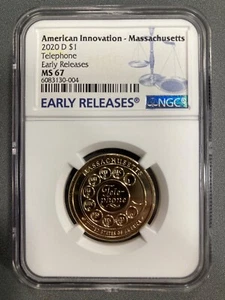 American Innovation - Massachusetts
2020 D $1
Telephone
Early Releases
MS 67
6083130-004
EARLY RELEASES®
NGC
MASSACHUSETTS
Tele-
phone
UNITED STATES OF AMERICA